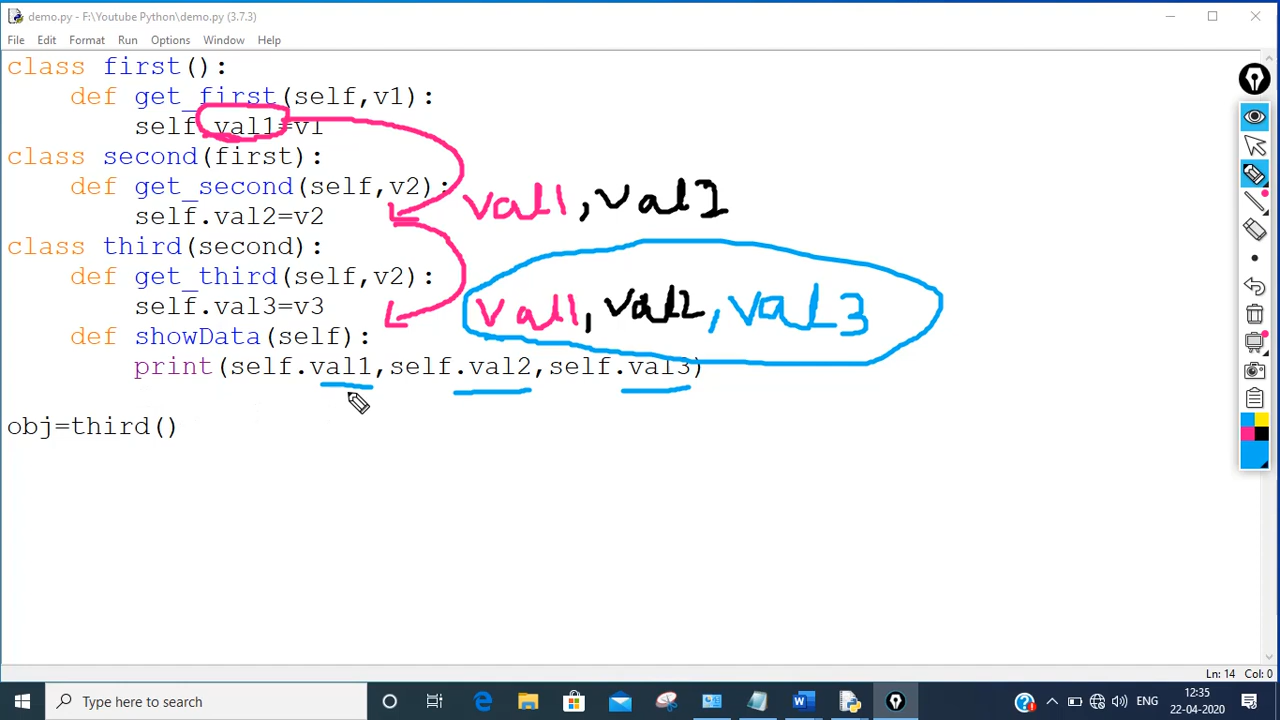 demo.py - F:\Youtube Python\demo.py (3.7.3)
File Edit Format Run Options Window Help
class first():
def get_first(self,v1):
self.val1=v1
class second(first):
def get_second(self,v2):
val1,val2
self.val2=v2
class third(second):
def get_third(self,v2):
self.val3=v3
val1,val2,val3
def showData(self):
print(self.val1,self.val2,self.val3)
obj=third()
Ln: 14 Col: 0
Type here to search
ENG
12:35
22-04-2020